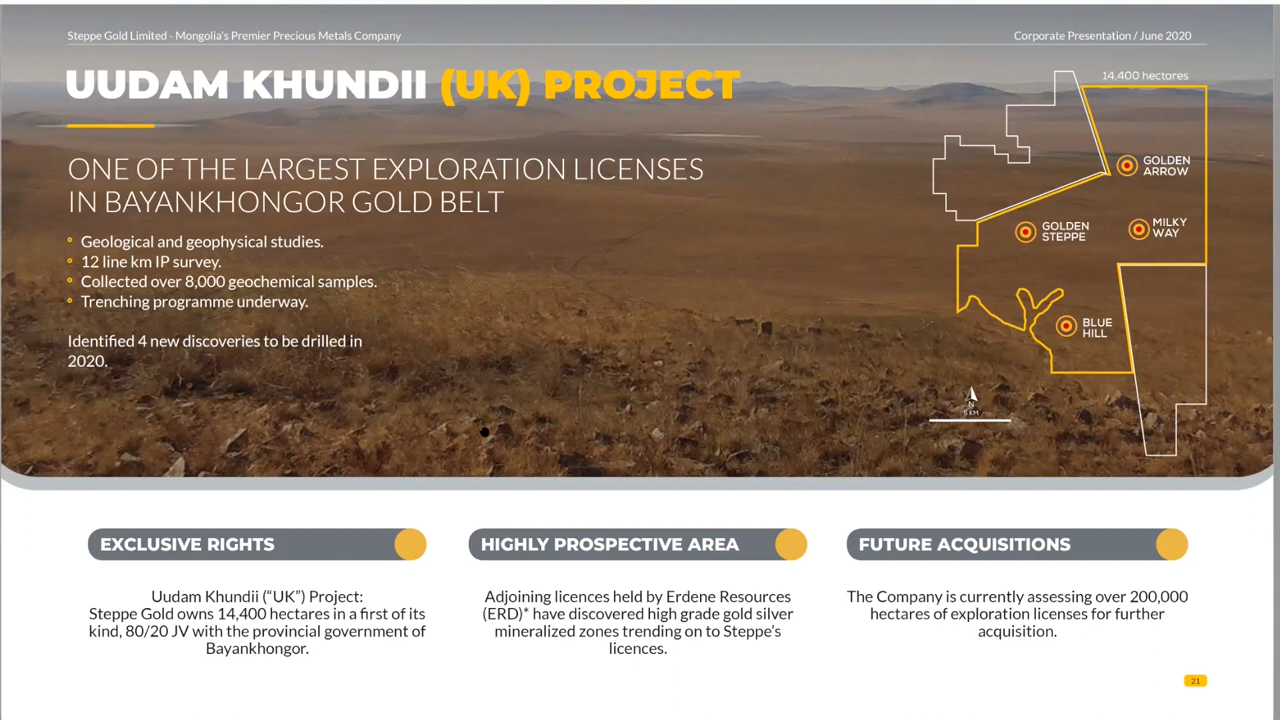 Steppe Gold Limited - Mongolia's Premier Precious Metals Company
Corporate Presentation / June 2020
UUDAM KHUNDII (UK) PROJECT
14,400 hectares
ONE OF THE LARGEST EXPLORATION LICENSES
IN BAYANKHONGOR GOLD BELT
Geological and geophysical studies.
12 line km IP survey.
Collected over 8,000 geochemical samples.
Trenching programme underway.
Identified 4 new discoveries to be drilled in
2020.
GOLDEN
ARROW
GOLDEN
STEPPE
MILKY
WAY
BLUE
HILL
N
5 KM
EXCLUSIVE RIGHTS
Uudam Khundii (“UK”) Project:
Steppe Gold owns 14,400 hectares in a first of its
kind, 80/20 JV with the provincial government of
Bayankhongor.
HIGHLY PROSPECTIVE AREA
Adjoining licences held by Erdene Resources
(ERD)* have discovered high grade gold silver
mineralized zones trending on to Steppe’s
licences.
FUTURE ACQUISITIONS
The Company is currently assessing over 200,000
hectares of exploration licenses for further
acquisition.
21